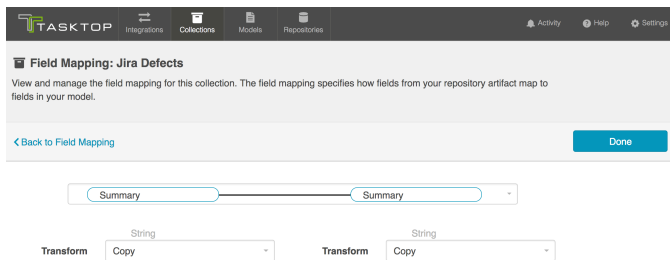 TASKTOP
Integrations Collections Models Repositories Activity Help Settings
Field Mapping: Jira Defects
View and manage the field mapping for this collection. The field mapping specifies how fields from your repository artifact map to
fields in your model.
Back to Field Mapping Done
Summary Summary
String String
Transform Copy Transform Copy